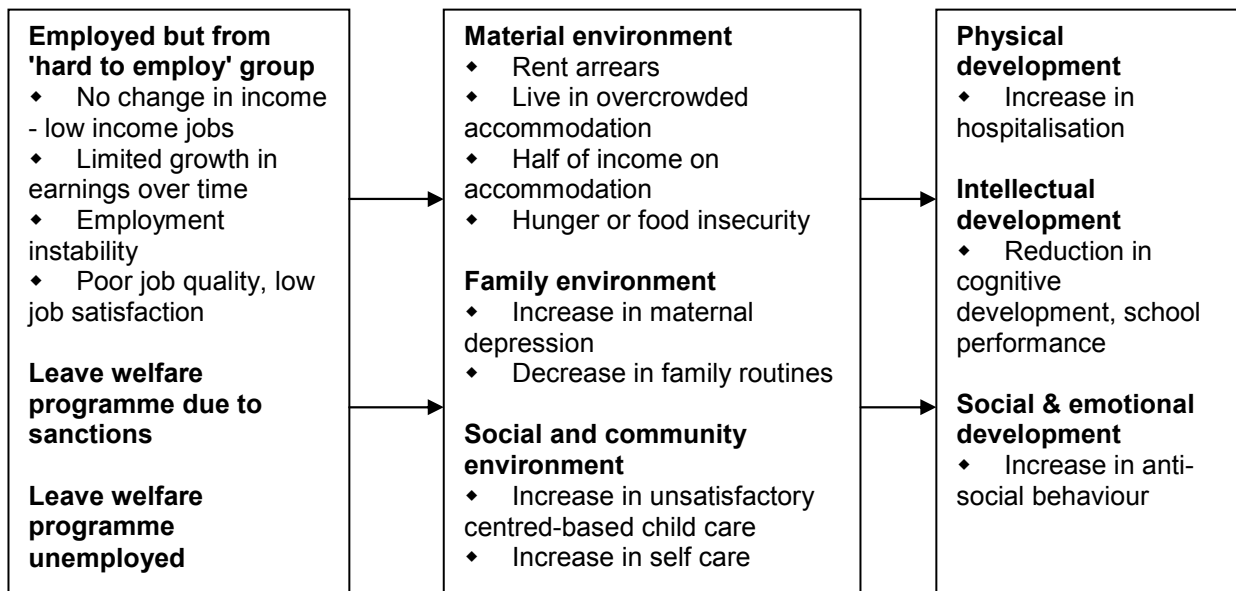 Employed but from
'hard to employ' group
◆ No change in income
- low income jobs
◆ Limited growth in
earnings over time
◆ Employment
instability
◆ Poor job quality, low
job satisfaction
Leave welfare
programme due to
sanctions
Leave welfare
programme
unemployed
Material environment
◆ Rent arrears
◆ Live in overcrowded
accommodation
◆ Half of income on
accommodation
◆ Hunger or food insecurity
Family environment
◆ Increase in maternal
depression
◆ Decrease in family routines
Social and community
environment
◆ Increase in unsatisfactory
centred-based child care
◆ Increase in self care
Physical
development
◆ Increase in
hospitalisation
Intellectual
development
◆ Reduction in
cognitive
development, school
performance
Social & emotional
development
◆ Increase in anti-
social behaviour